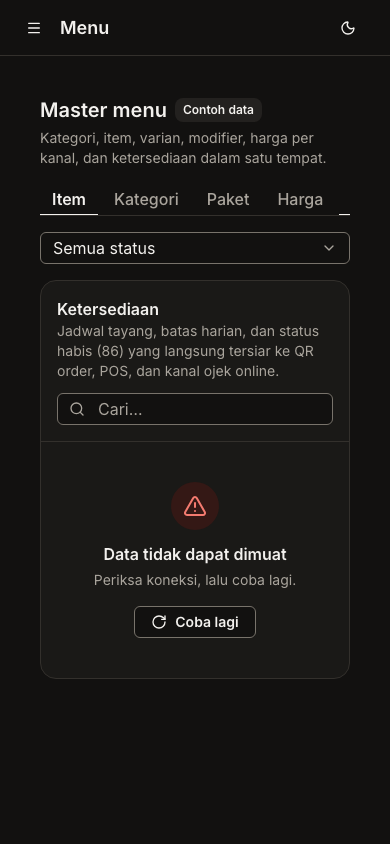 Menu
Master menu Contoh data
Kategori, item, varian, modifier, harga per
kanal, dan ketersediaan dalam satu tempat.
Item Kategori Paket Harga
Semua status
Ketersediaan
Jadwal tayang, batas harian, dan status
habis (86) yang langsung tersiar ke QR
order, POS, dan kanal ojek online.
Cari...
Data tidak dapat dimuat
Periksa koneksi, lalu coba lagi.
Coba lagi